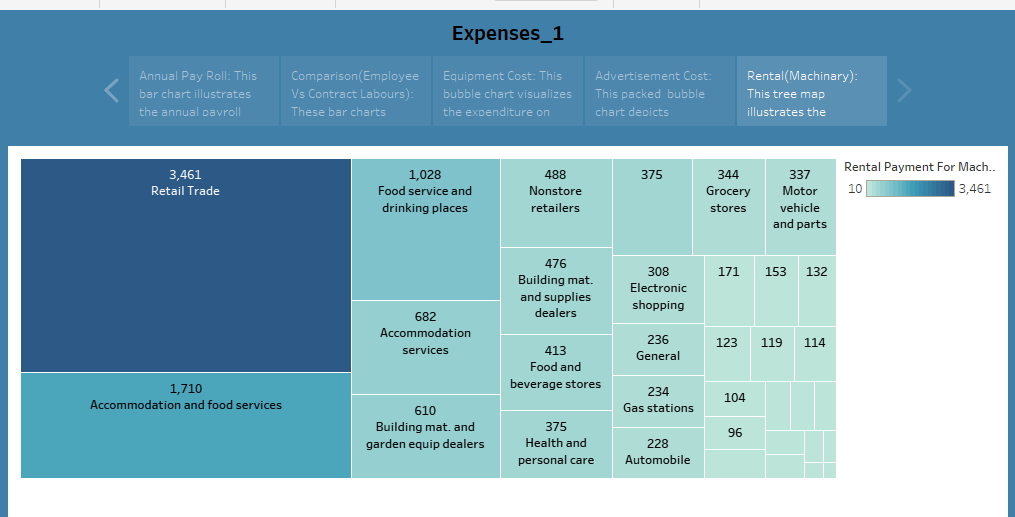 Expenses_1
Annual Pay Roll: This
bar chart illustrates
the annual payroll
Comparison(Employee
Vs Contract Labours):
These bar charts
Equipment Cost: This
bubble chart visualizes
the expenditure on
Advertisement Cost:
This packed bubble
chart depicts
Rental(Machinary):
This tree map
illustrates the
3,461
Retail Trade
1,710
Accommodation and food services
1,028
Food service and
drinking places
682
Accommodation
services
610
Building mat. and
garden equip dealers
488
Nonstore
retailers
476
Building mat.
and supplies
dealers
413
Food and
beverage stores
375
Health and
personal care
375
344
Grocery
stores
337
Motor
vehicle
and parts
308
Electronic
shopping
236
General
234
Gas stations
228
Automobile
171
153
132
123
119
114
104
96
Rental Payment For Mach..
10
3,461